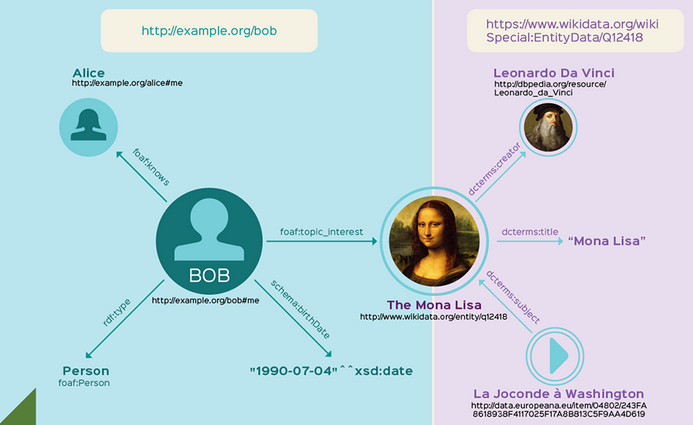 http://example.org/bob
https://www.wikidata.org/wiki
Special:EntityData/Q12418
Alice
http://example.org/alice#me
Leonardo Da Vinci
http://dbpedia.org/resource/
Leonardo_da_Vinci
foaf:knows
dcterms:creator
foaf:topic_interest
dcterms:title
“Mona Lisa”
BOB
http://example.org/bob#me
The Mona Lisa
http://www.wikidata.org/entity/q12418
rdf:type
schema:birthDate
dcterms:subject
Person
foaf:Person
"1990-07-04"^^xsd:date
La Joconde à Washington
http://data.europeana.eu/item/04802/243FA
8618938F4117025F17A8B813C5F9AA4D619